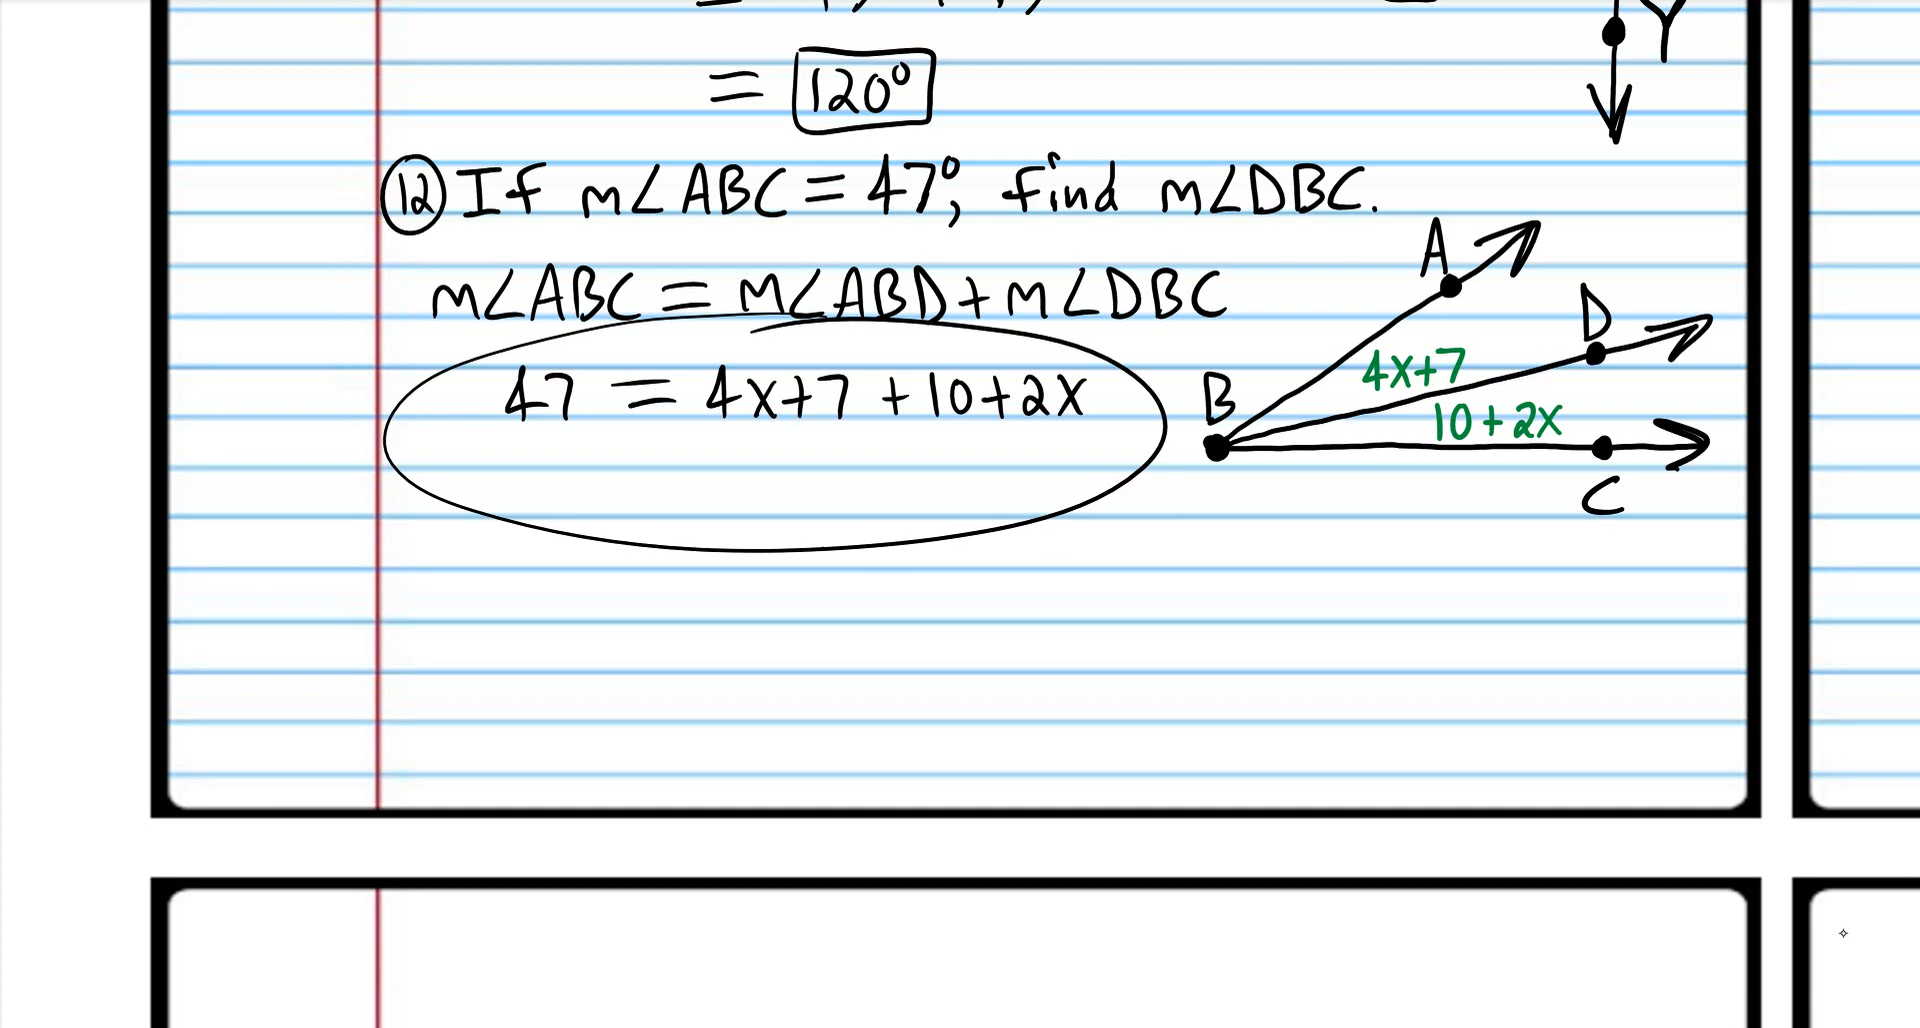 Y
= 120°
12 If m∠ABC = 47°, find m∠DBC.
m∠ABC = m∠ABD + m∠DBC
47 = 4x+7 + 10+2x
A
D
B
4x+7
10+2x
C